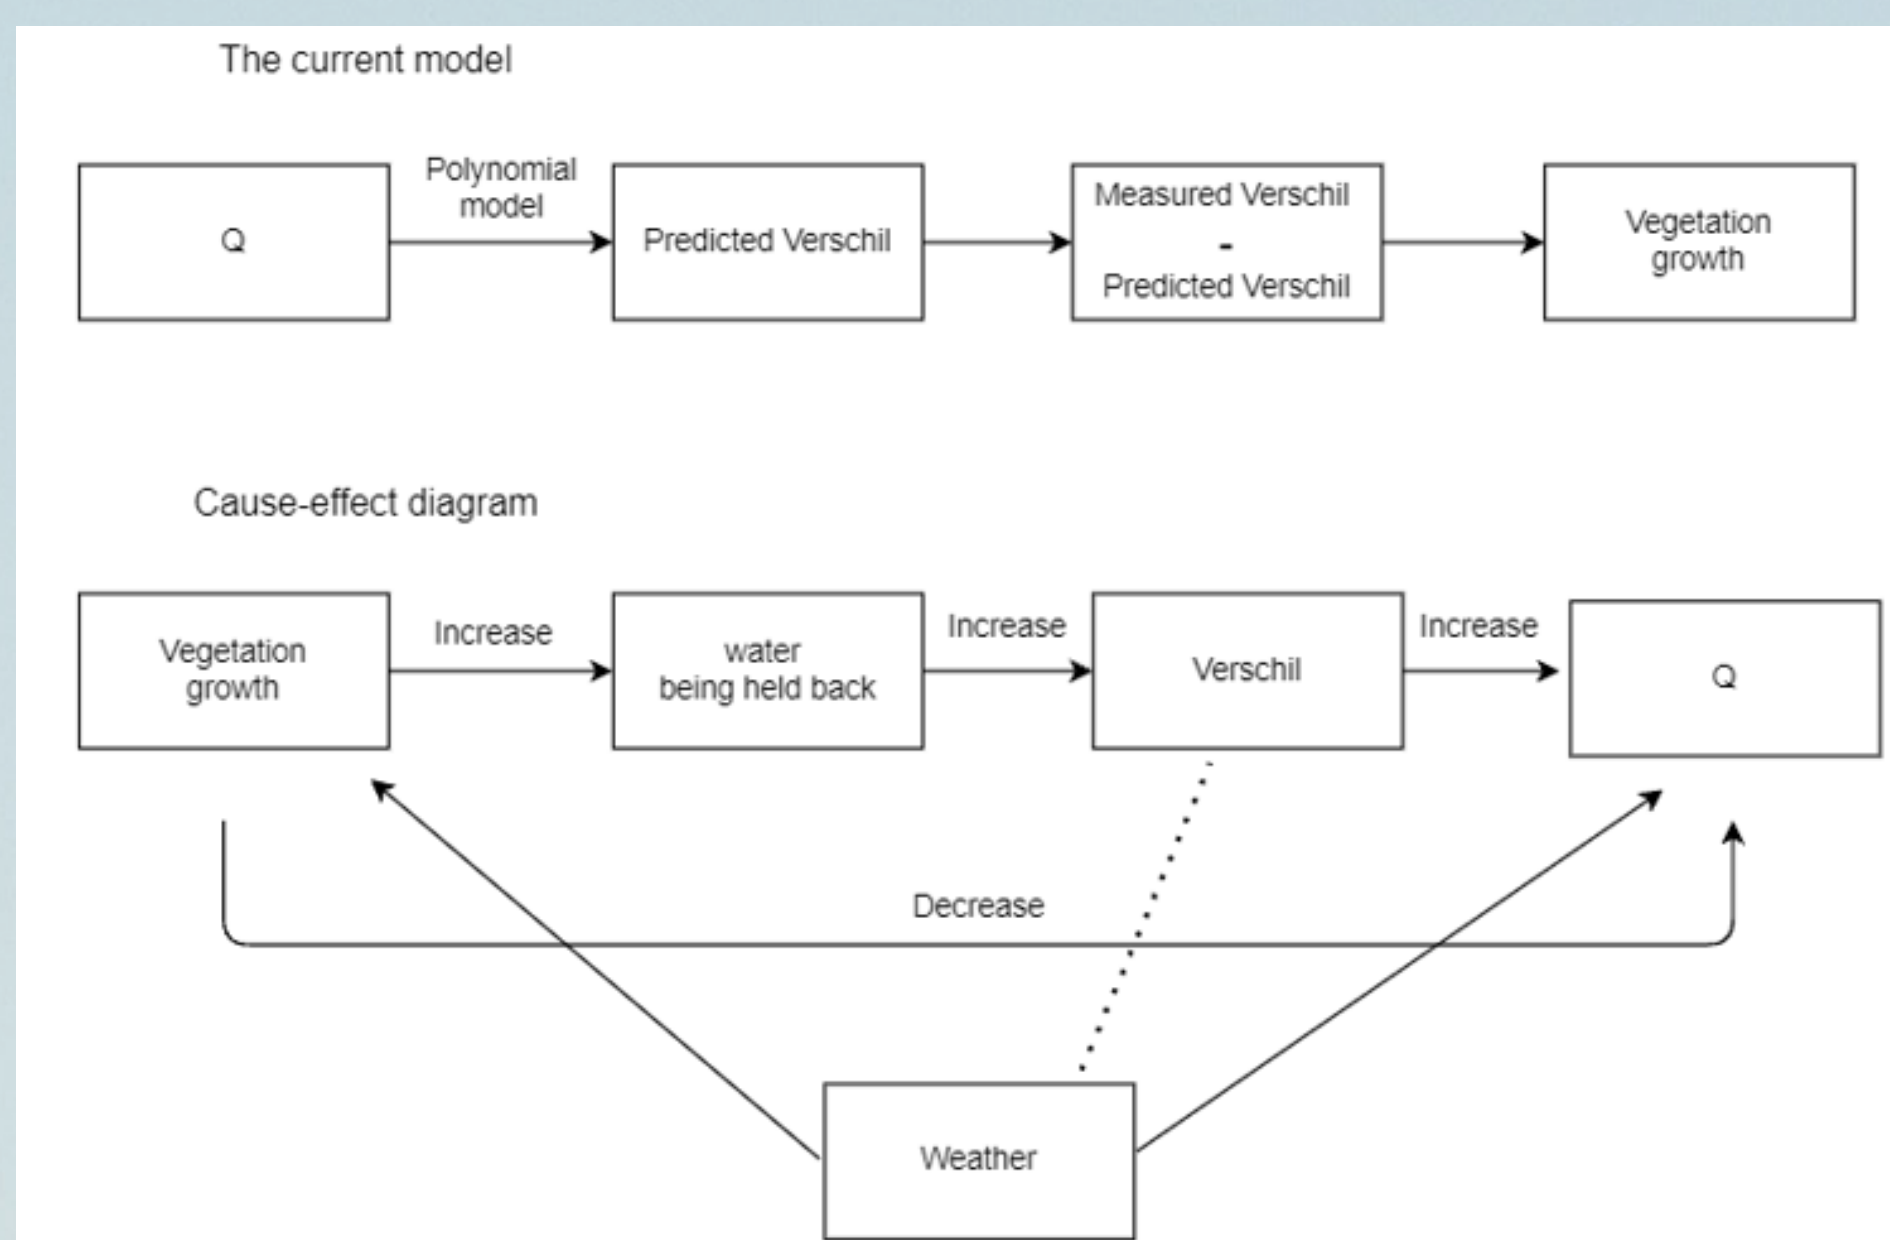 The current model
Polynomial
model
Q
Predicted Verschil
Measured Verschil
-
Predicted Verschil
Vegetation
growth
Cause-effect diagram
Vegetation
growth
Increase
water
being held back
Increase
Verschil
Increase
Q
Decrease
Weather